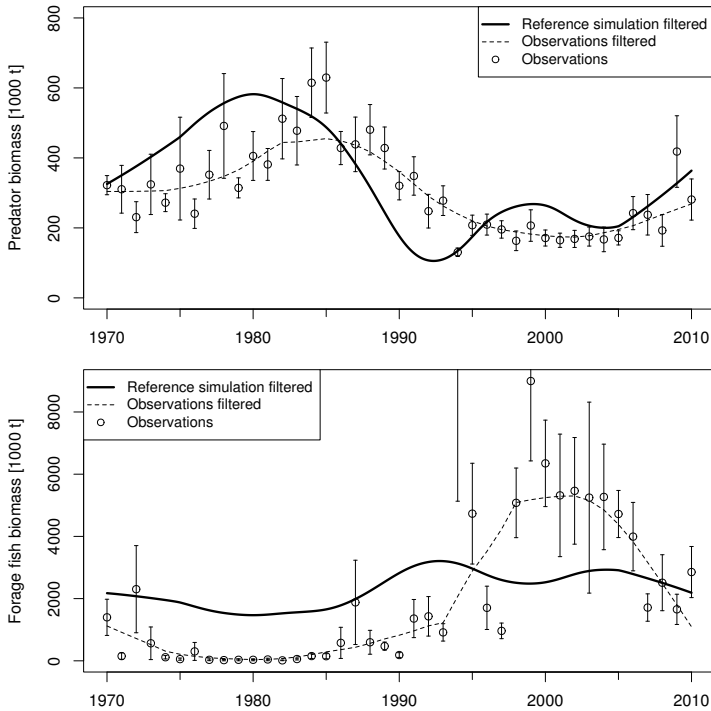 Predator biomass [1000 t]
800
600
400
200
0
Reference simulation filtered
Observations filtered
Observations
1970 1980 1990 2000 2010
Forage fish biomass [1000 t]
8000
6000
4000
2000
0
Reference simulation filtered
Observations filtered
Observations
1970 1980 1990 2000 2010